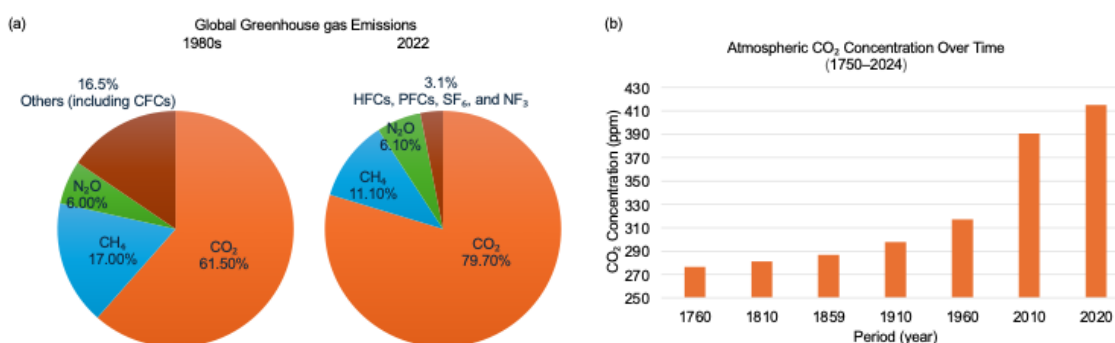 (a)
Global Greenhouse gas Emissions
1980s
2022
16.5%
Others (including CFCs)
N₂O
6.00%
CH₄
17.00%
CO₂
61.50%
3.1%
HFCs, PFCs, SF₆, and NF₃
N₂O
6.10%
CH₄
11.10%
CO₂
79.70%
(b)
Atmospheric CO₂ Concentration Over Time
(1750–2024)
CO₂ Concentration (ppm)
430
410
390
370
350
330
310
290
270
250
1760 1810 1859 1910 1960 2010 2020
Period (year)